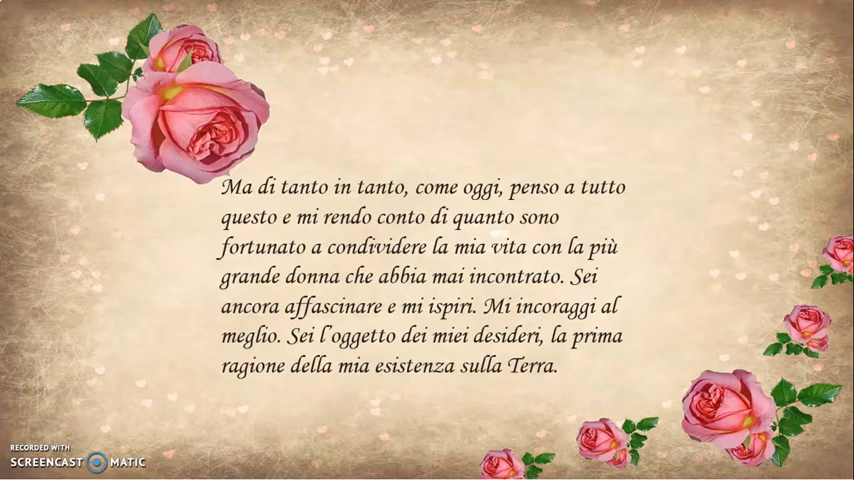 Ma di tanto in tanto, come oggi, penso a tutto
questo e mi rendo conto di quanto sono
fortunato a condividere la mia vita con la più
grande donna che abbia mai incontrato. Sei
ancora affascinare e mi ispiri. Mi incoraggi al
meglio. Sei l'oggetto dei miei desideri, la prima
ragione della mia esistenza sulla Terra.
RECORDED WITH
SCREENCAST MATIC